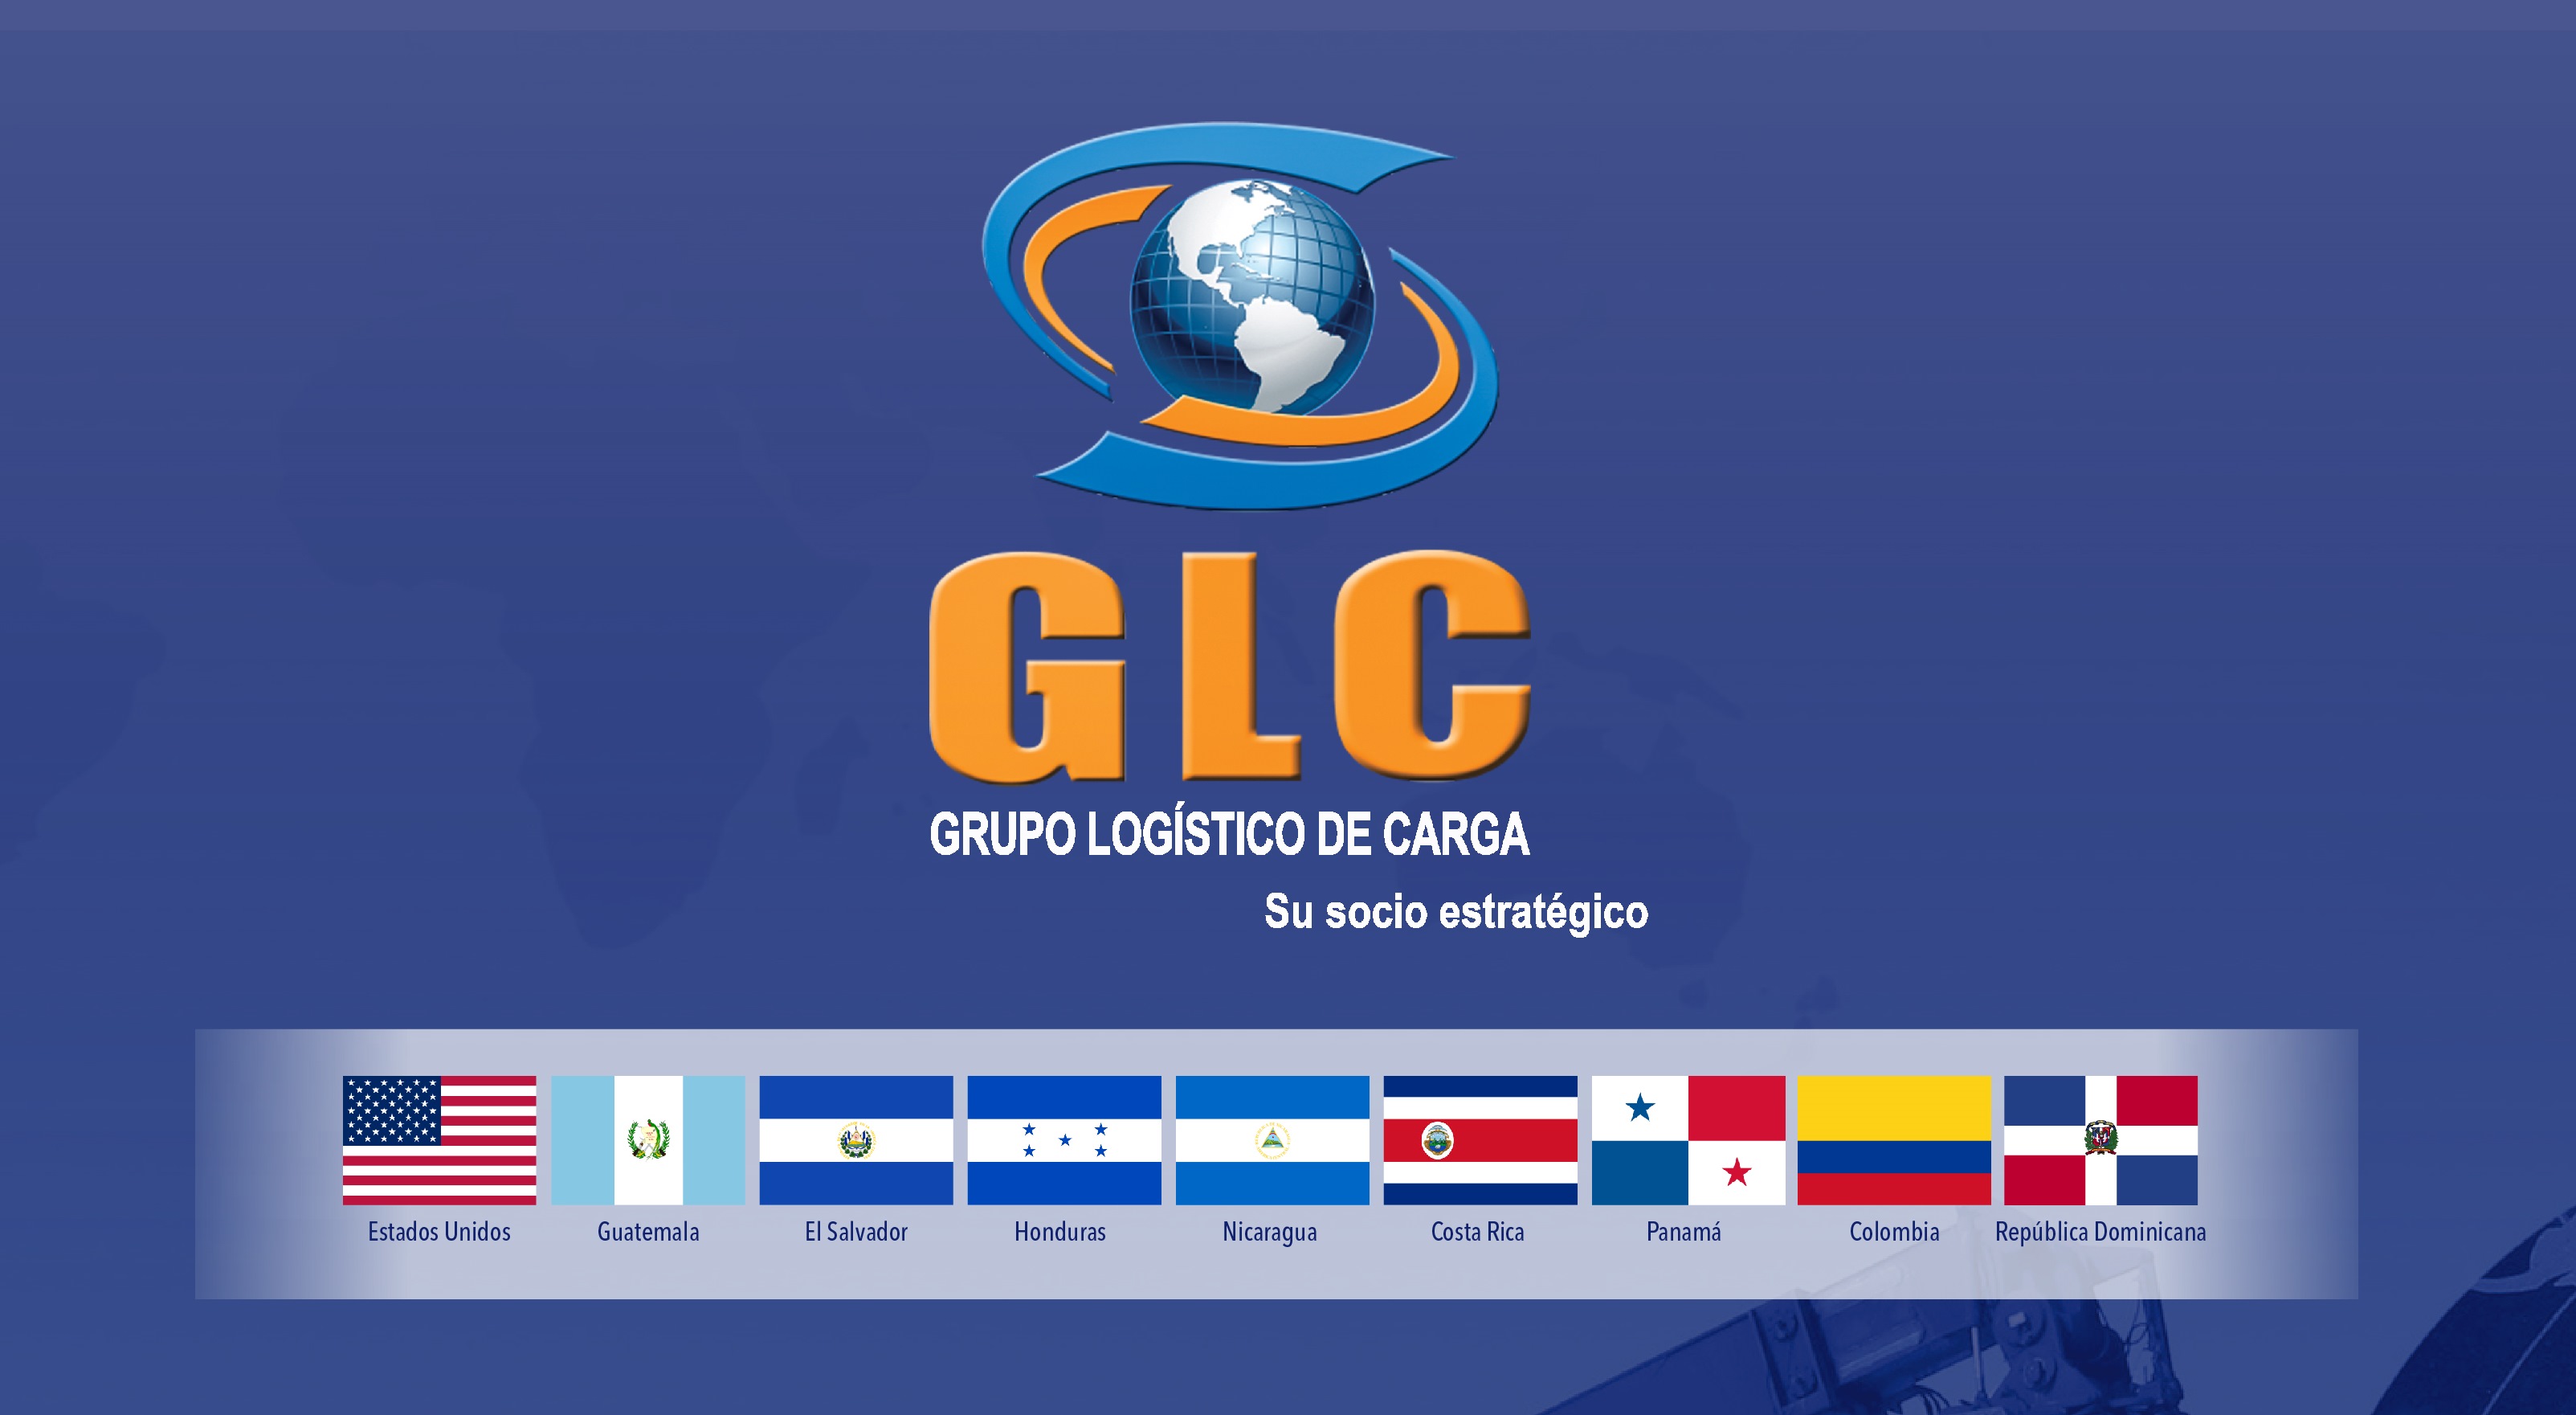 GLC
GRUPO LOGÍSTICO DE CARGA
Su socio estratégico
Estados Unidos Guatemala El Salvador Honduras Nicaragua Costa Rica Panamá Colombia República Dominicana